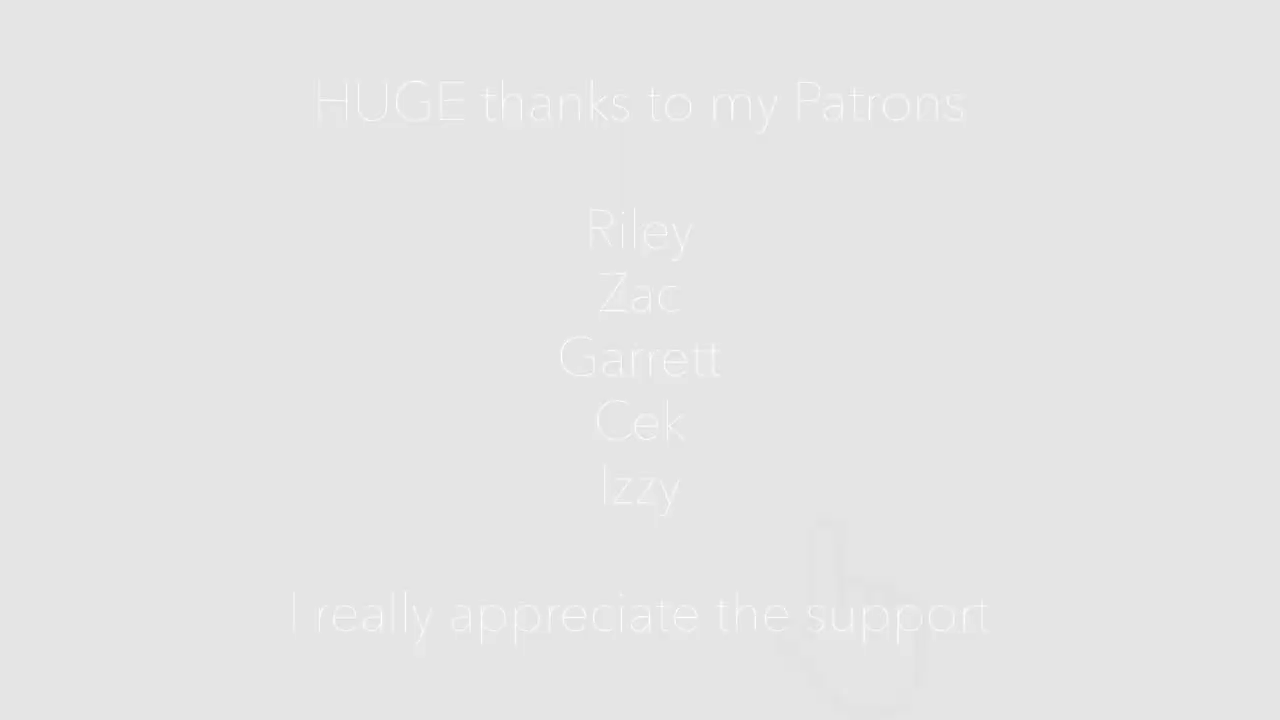 HUGE thanks to my Patrons
Riley
Zac
Garrett
Cek
Izzy
I really appreciate the support